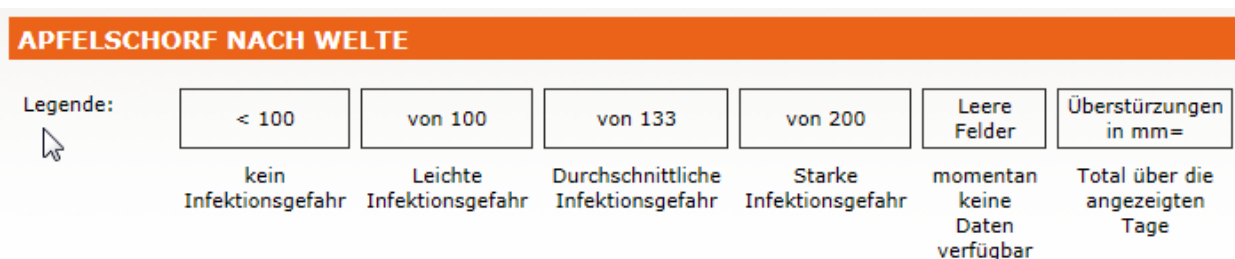 APFELSCHORF NACH WELTE
Legende:
< 100
von 100
von 133
von 200
Leere
Felder
Überstürzungen
in mm=
kein
Infektionsgefahr
Leichte
Infektionsgefahr
Durchschnittliche
Infektionsgefahr
Starke
Infektionsgefahr
momentan
keine
Daten
verfügbar
Total über die
angezeigten
Tage